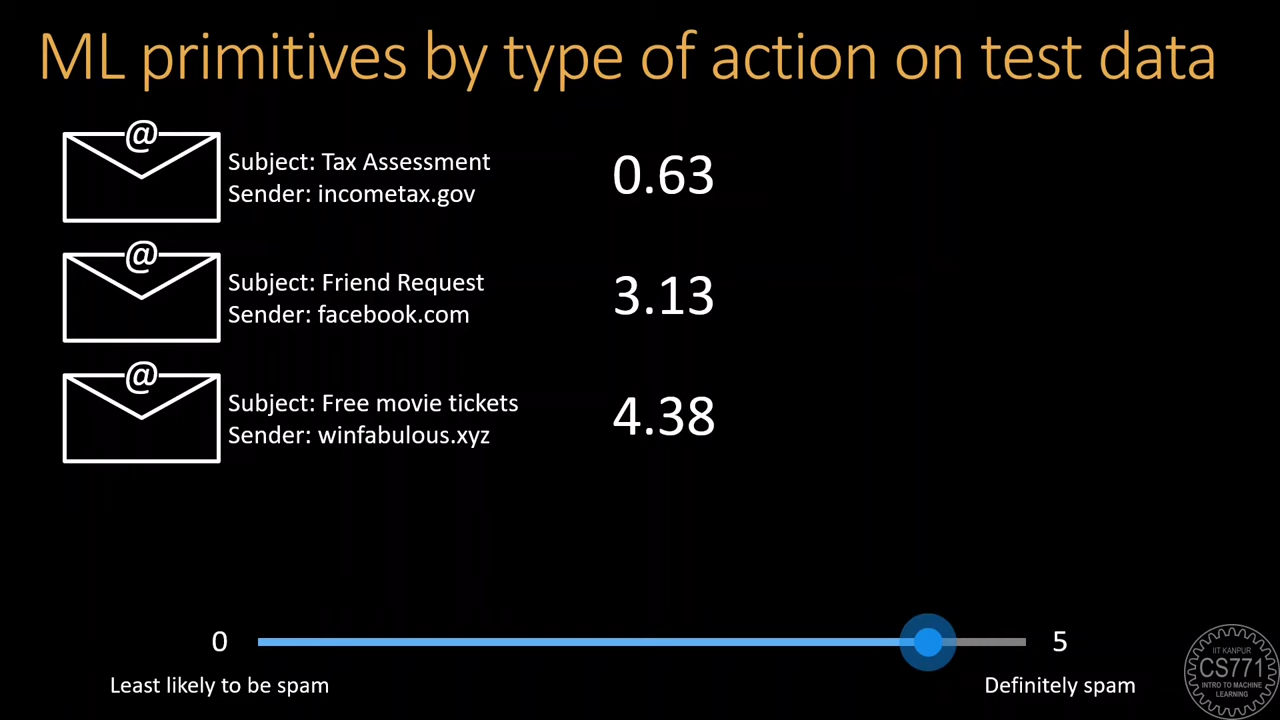 ML primitives by type of action on test data
@
Subject: Tax Assessment
Sender: incometax.gov
0.63
@
Subject: Friend Request
Sender: facebook.com
3.13
@
Subject: Free movie tickets
Sender: winfabulous.xyz
4.38
0
5
Least likely to be spam
Definitely spam
IIT KANPUR
CS771
INTRO TO MACHINE
LEARNING